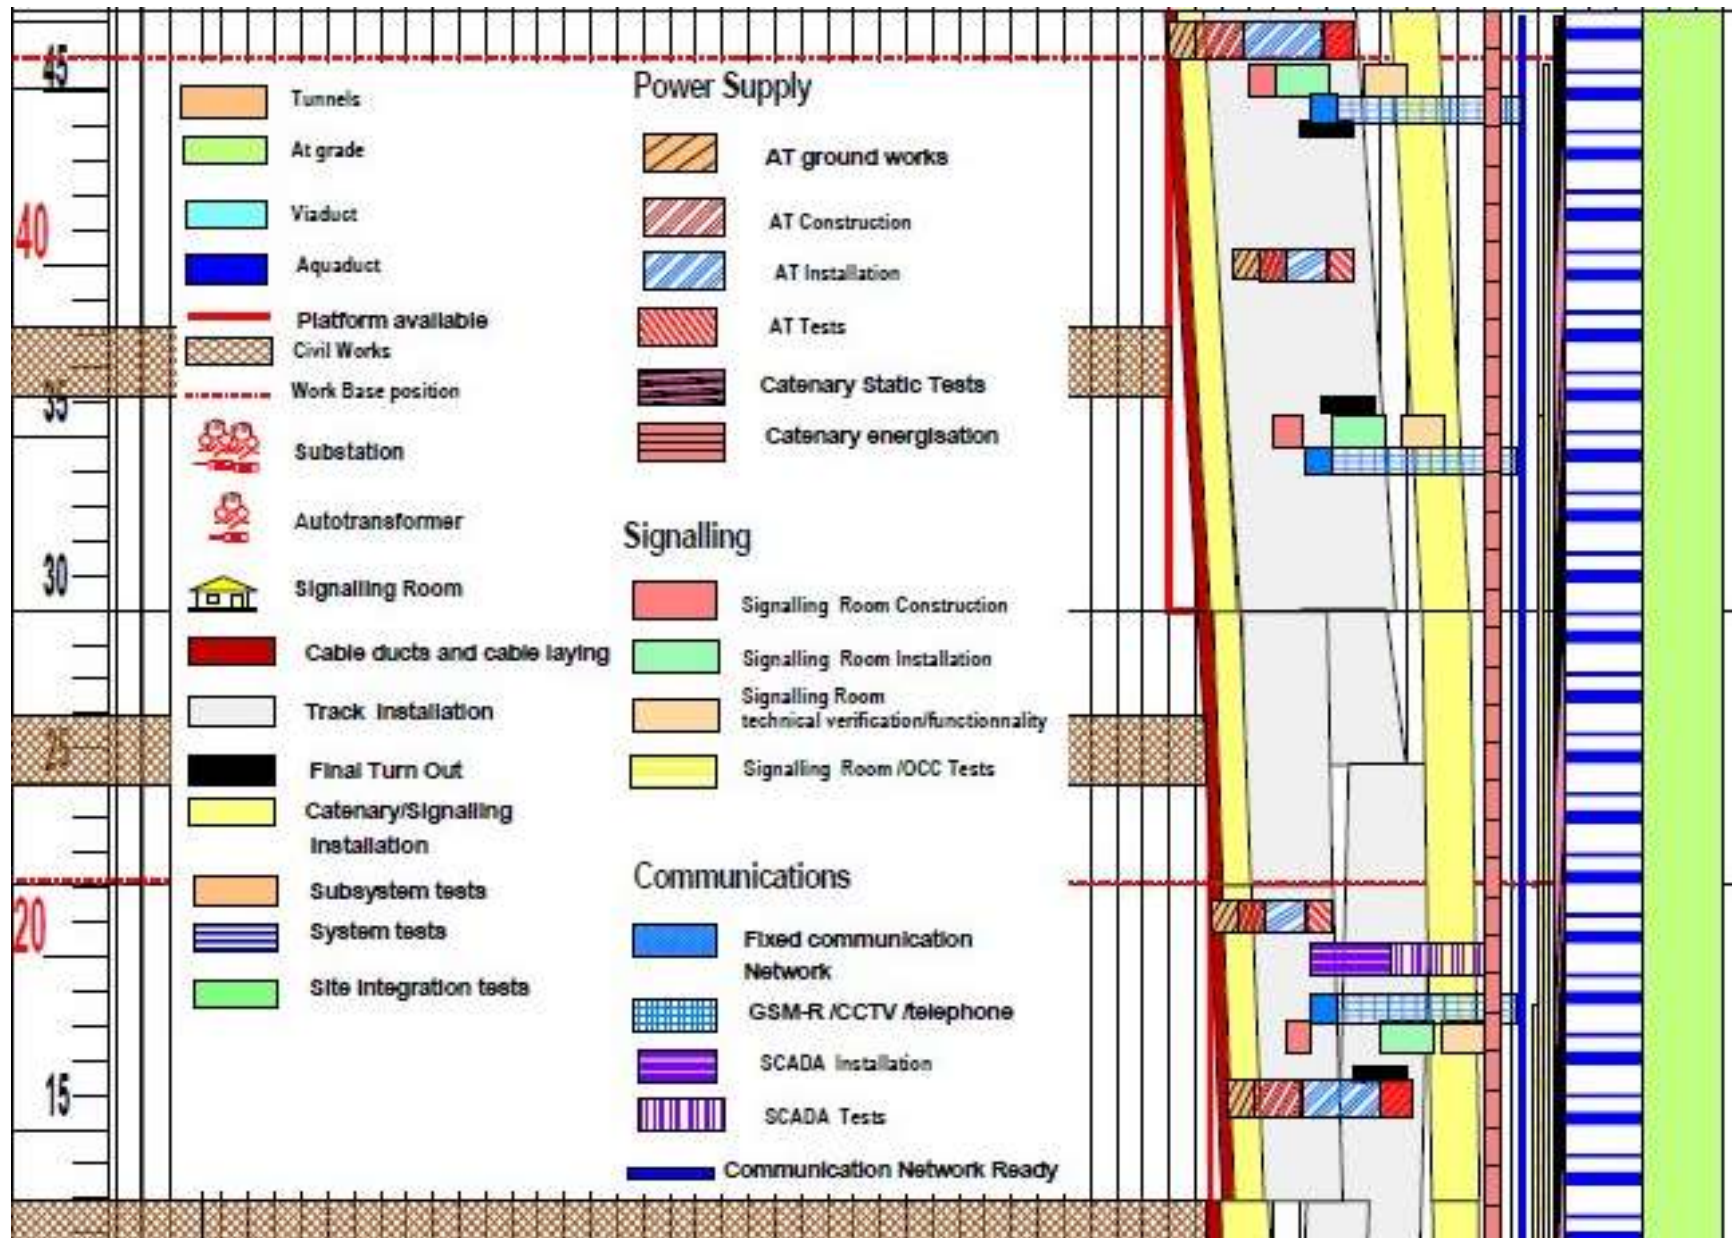 45
40
35
30
25
20
15
Tunnels
At grade
Viaduct
Aquaduct
Platform available
Civil Works
Work Base position
Substation
Autotransformer
Signalling Room
Cable ducts and cable laying
Track Installation
Final Turn Out
Catenary/Signalling
Installation
Subsystem tests
System tests
Site Integration tests
Power Supply
AT ground works
AT Construction
AT Installation
AT Tests
Catenary Static Tests
Catenary energisation
Signalling
Signalling Room Construction
Signalling Room Installation
Signalling Room
technical verification/functionnality
Signalling Room /OCC Tests
Communications
Fixed communication
Network
GSM-R /CCTV /telephone
SCADA Installation
SCADA Tests
Communication Network Ready